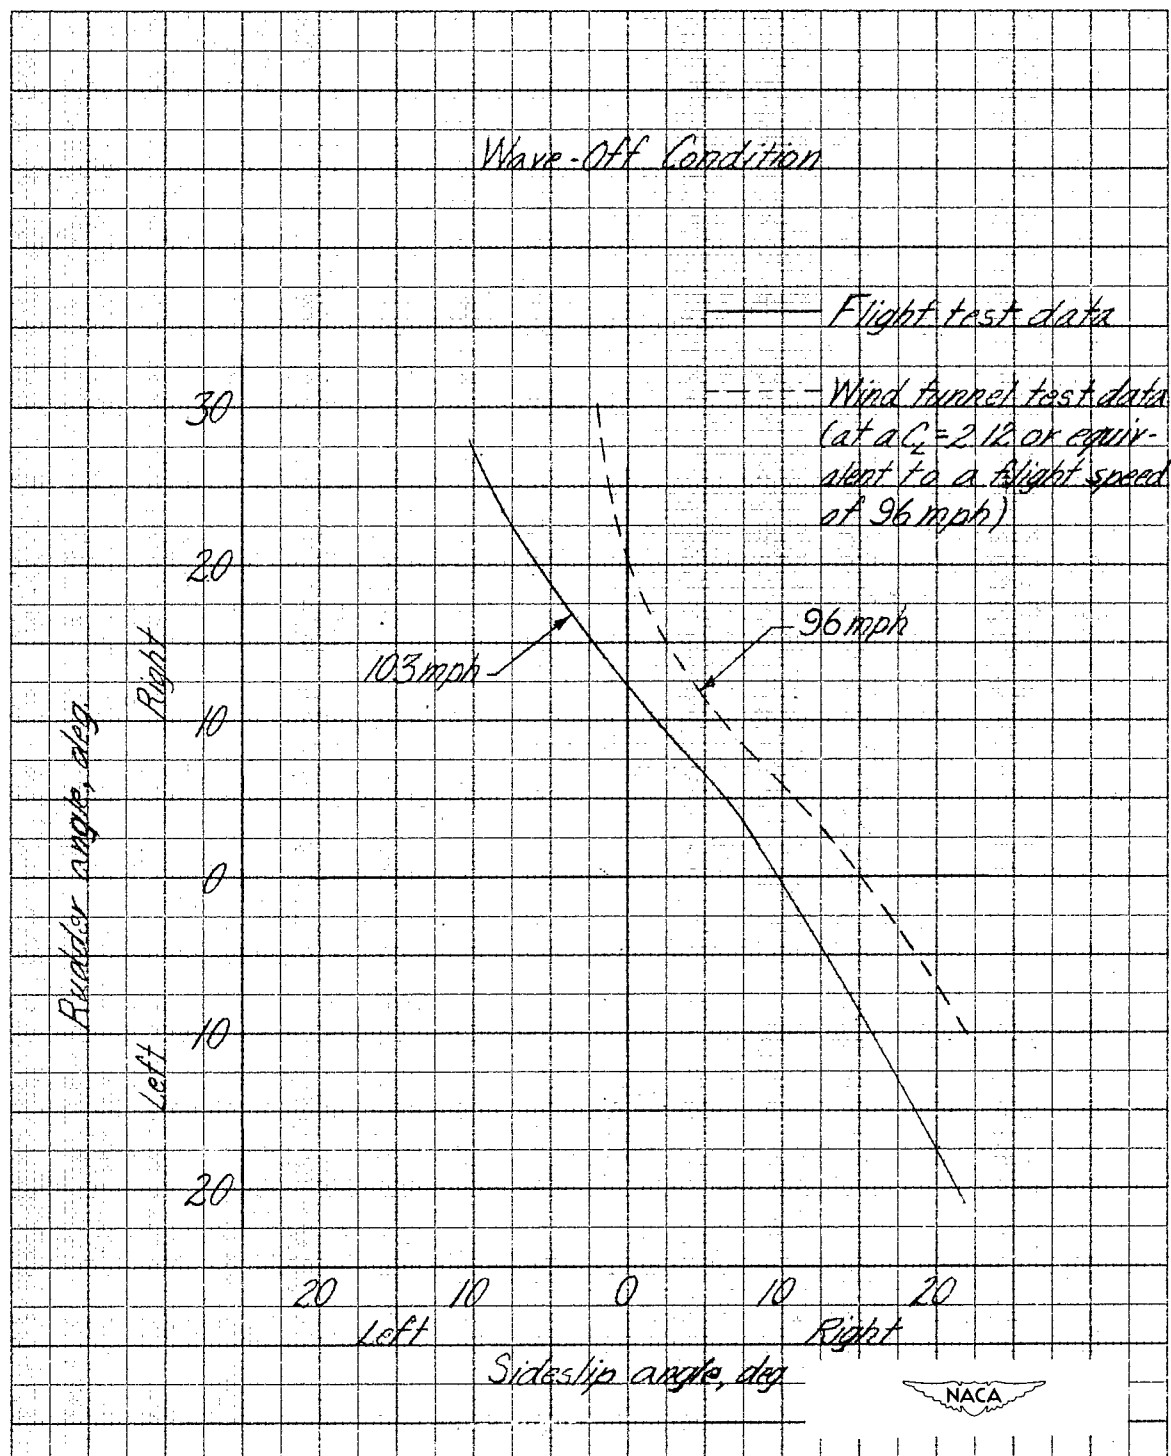 Wave-Off Condition
Flight test data
Wind tunnel test data
(at a CL=2.12 or equiv-
alent to a flight speed
of 96 mph)
30
20
96 mph
103 mph
Right
10
Rudder angle, deg.
0
10
Left
20
20 10 0 10 20
Left Right
Sideslip angle, deg
NACA